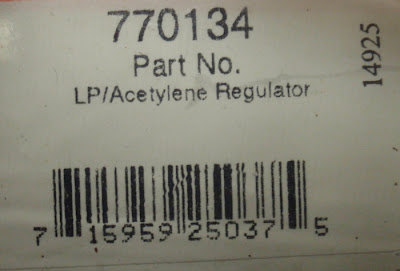 770134
Part No.
LP/Acetylene Regulator
14925
7 15959 25037 5